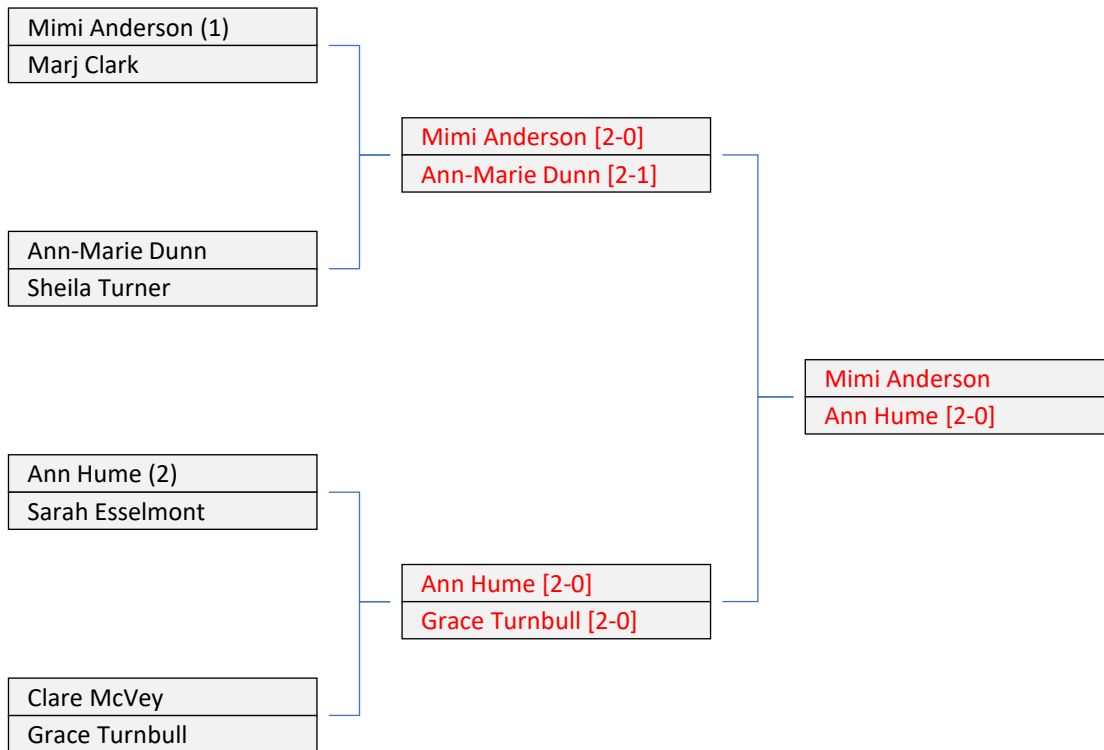 Mimi Anderson (1)
Marj Clark
Mimi Anderson [2-0]
Ann-Marie Dunn [2-1]
Ann-Marie Dunn
Sheila Turner
Mimi Anderson
Ann Hume [2-0]
Ann Hume (2)
Sarah Esselmont
Ann Hume [2-0]
Grace Turnbull [2-0]
Clare McVey
Grace Turnbull